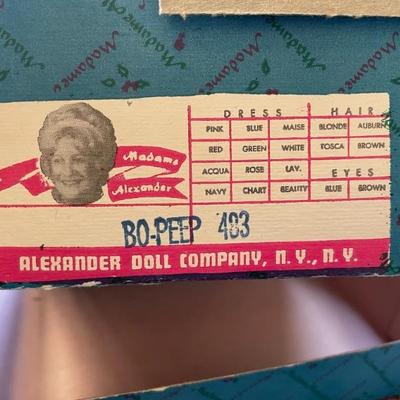 Madame
Alexander
DRESS
HAIR
PINK BLUE MAISE BLONDE AUBURN
RED GREEN WHITE TOSCA BROWN
ACQUA ROSE LAV.
EYES
NAVY CHART BEAUTY BLUE BROWN
BO-PEEP 483
ALEXANDER DOLL COMPANY, N.Y., N.Y.